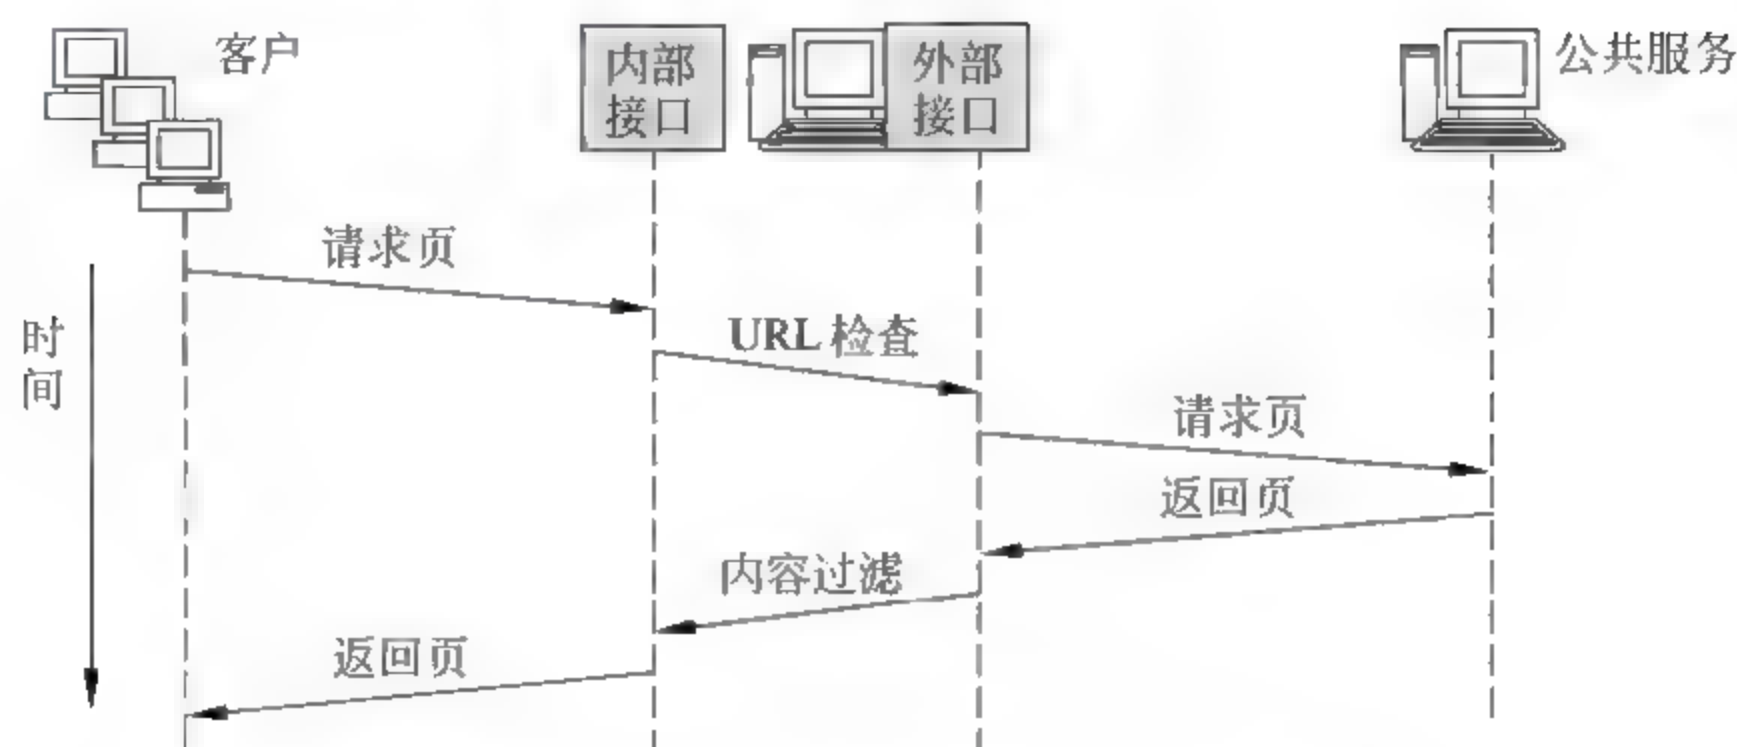 客户
内部
接口
外部
接口
公共服务
请求页
时
间
URL 检查
请求页
返回页
内容过滤
返回页